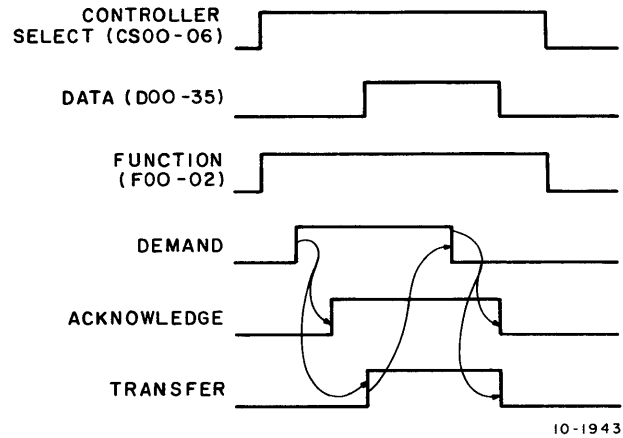 CONTROLLER
SELECT (CS00-06)
DATA (D00-35)
FUNCTION
(F00-02)
DEMAND
ACKNOWLEDGE
TRANSFER
10-1943